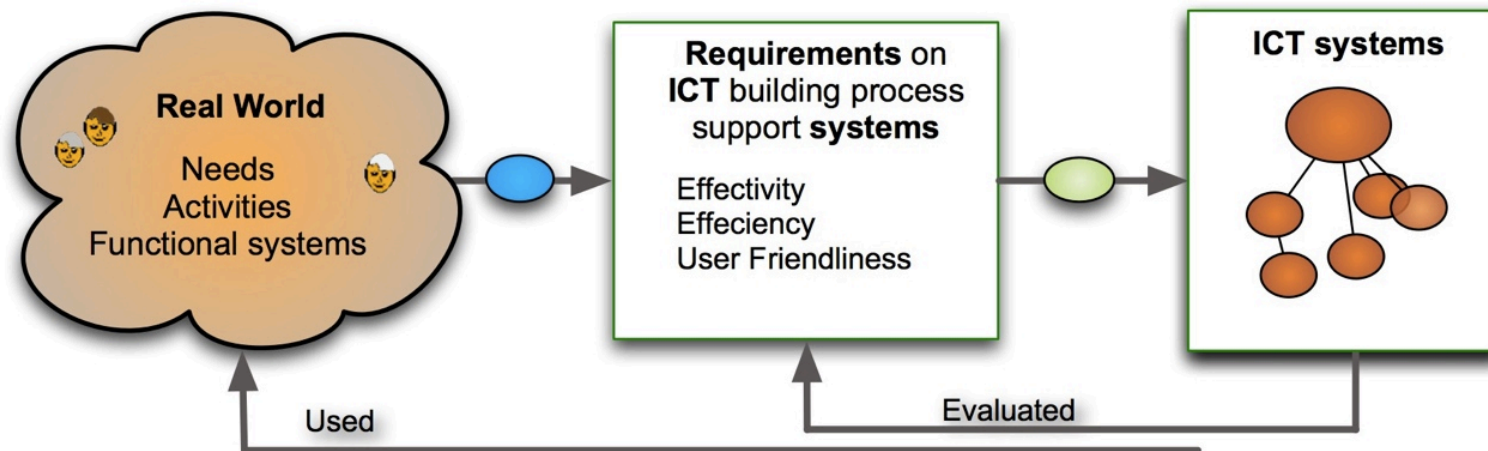 Real World
Needs
Activities
Functional systems
Requirements on
ICT building process
support systems
Effectivity
Effeciency
User Friendliness
ICT systems
Used
Evaluated